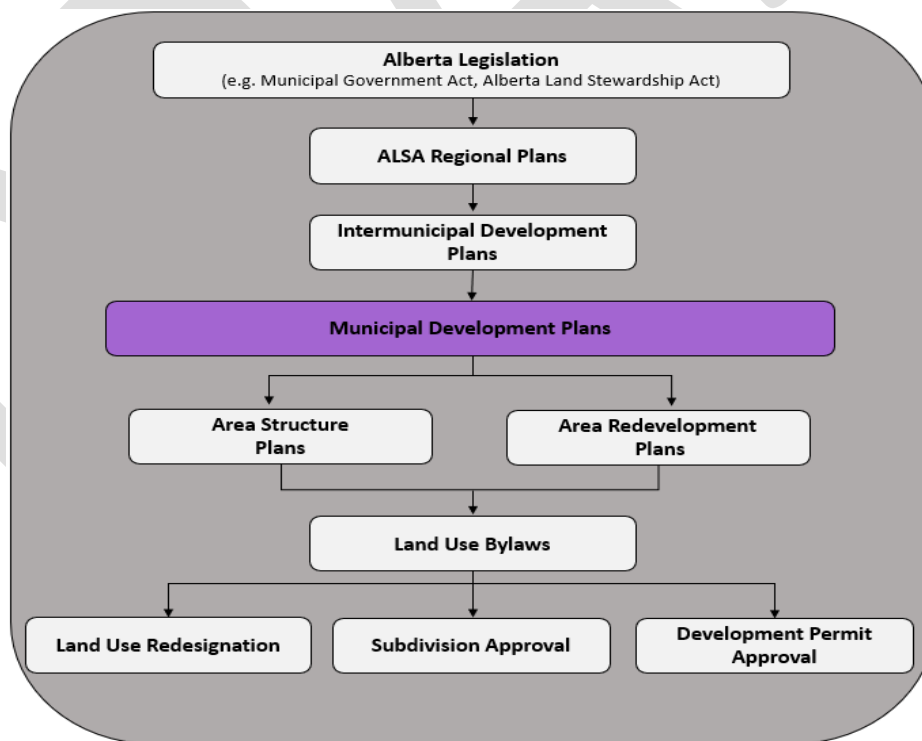 Alberta Legislation
(e.g. Municipal Government Act, Alberta Land Stewardship Act)
ALSA Regional Plans
Intermunicipal Development
Plans
Municipal Development Plans
Area Structure
Plans
Area Redevelopment
Plans
Land Use Bylaws
Land Use Redesignation
Subdivision Approval
Development Permit
Approval